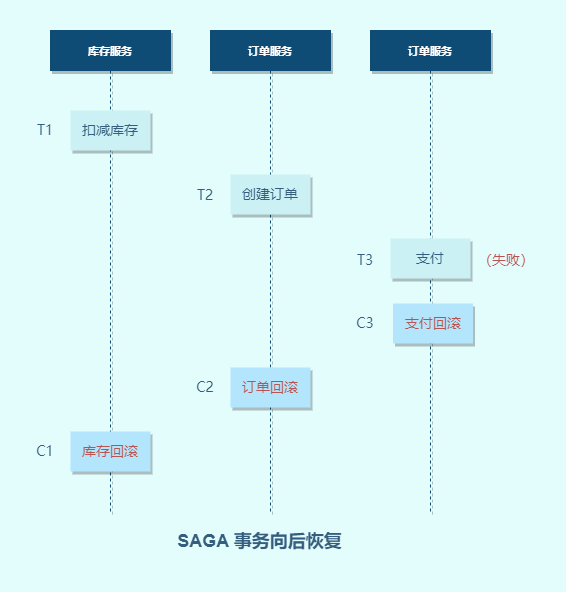 库存服务 订单服务 订单服务
T1 扣减库存
T2 创建订单
T3 支付 (失败)
C3 支付回滚
C2 订单回滚
C1 库存回滚
SAGA 事务向后恢复